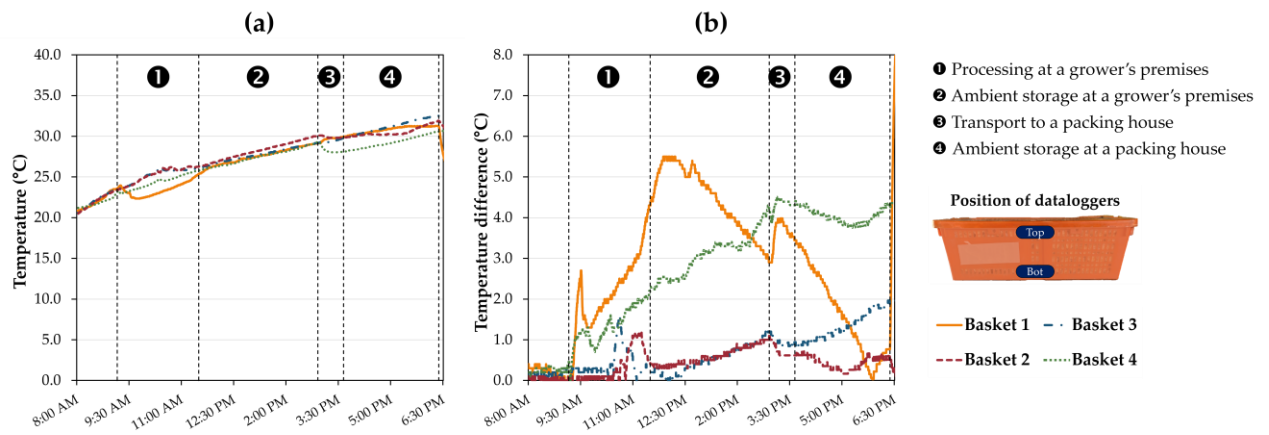 (a)
(b)
Temperature (°C)
40.0
35.0
30.0
25.0
20.0
15.0
10.0
5.0
0.0
❶ ❷ ❸ ❹
8:00 AM 9:30 AM 11:00 AM 12:30 PM 2:00 PM 3:30 PM 5:00 PM 6:30 PM
Temperature difference (°C)
8.0
7.0
6.0
5.0
4.0
3.0
2.0
1.0
0.0
❶ ❷ ❸ ❹
8:00 AM 9:30 AM 11:00 AM 12:30 PM 2:00 PM 3:30 PM 5:00 PM 6:30 PM
❶ Processing at a grower's premises
❷ Ambient storage at a grower's premises
❸ Transport to a packing house
❹ Ambient storage at a packing house
Position of dataloggers
Top
Bot
Basket 1 Basket 3
Basket 2 Basket 4